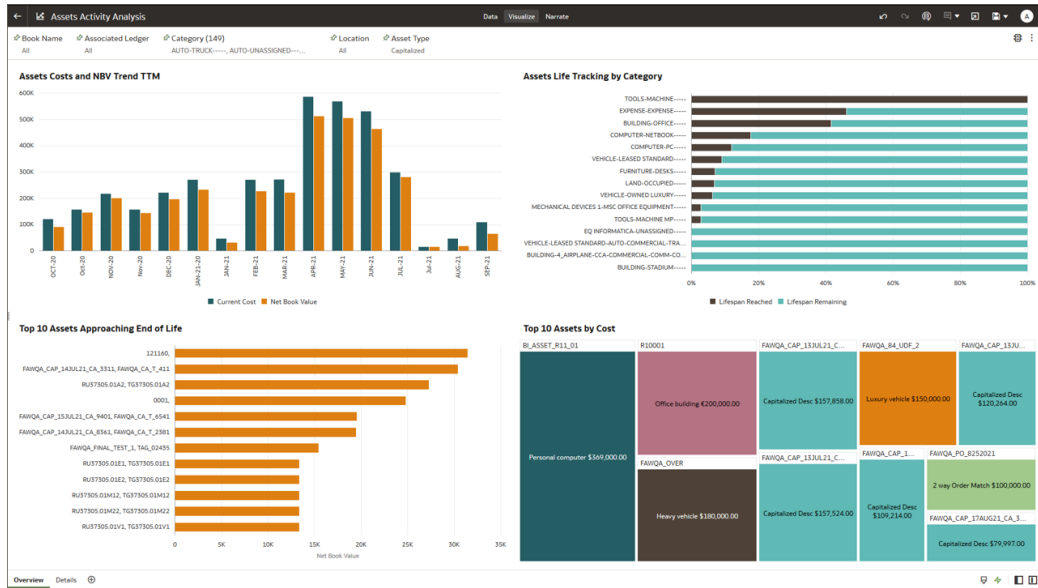 Assets Activity Analysis
Data Visualize Narrate
A
Book Name Associated Ledger Category (149) Location Asset Type
All All AUTO-TRUCK-----, AUTO-UNASSIGNED---... All Capitalized
Assets Costs and NBV Trend TTM
600K
500K
400K
300K
200K
100K
0
OCT-20
Oct-20
NOV-20
Nov-20
DEC-20
JAN-21-20
JAN-21
FEB-21
MAR-21
APR-21
MAY-21
JUN-21
JUL-21
Jul-21
AUG-21
SEP-21
Current Cost Net Book Value
Assets Life Tracking by Category
TOOLS-MACHINE-----
EXPENSE-EXPENSE-----
BUILDING-OFFICE-----
COMPUTER-NETBOOK-----
COMPUTER-PC-----
VEHICLE-LEASED STANDARD-----
FURNITURE-DESKS-----
LAND-OCCUPIED-----
VEHICLE-OWNED LUXURY-----
MECHANICAL DEVICES 1-MSC OFFICE EQUIPMENT-----
TOOLS-MACHINE MP-----
EQ INFORMATICA-UNASSIGNED-----
VEHICLE-LEASED STANDARD-AUTO-COMMERCIAL-TRA...
BUILDING-4_AIRPLANE-CCA-COMMERCIAL-COMM-CO...
BUILDING-STADIUM-----
0% 20% 40% 60% 80% 100%
Lifespan Reached Lifespan Remaining
Top 10 Assets Approaching End of Life
121160,
FAWQA_CAP_14JUL21_CA_3311, FAWQA_CA_T_411
RU37305.01A2, TG37305.01A2
0001,
FAWQA_CAP_15JUL21_CA_9401, FAWQA_CA_T_6541
FAWQA_CAP_14JUL21_CA_8361, FAWQA_CA_T_2381
FAWQA_FINAL_TEST_1, TAG_02435
RU37305.01E1, TG37305.01E1
RU37305.01E2, TG37305.01E2
RU37305.01M12, TG37305.01M12
RU37305.01M22, TG37305.01M22
RU37305.01V1, TG37305.01V1
0 5K 10K 15K 20K 25K 30K 35K
Net Book Value
Top 10 Assets by Cost
BI_ASSET_R11_01
Personal computer $369,000.00
R10001
Office building €200,000.00
FAWQA_OVER
Heavy vehicle $180,000.00
FAWQA_CAP_13JUL21_C...
Capitalized Desc $157,858.00
FAWQA_CAP_13JUL21_C...
Capitalized Desc $157,524.00
FAWQA_84_UDF_2
Luxury vehicle $150,000.00
FAWQA_CAP_13JU...
Capitalized Desc
$120,264.00
FAWQA_CAP_1...
Capitalized Desc
$109,214.00
FAWQA_PO_8252021
2 way Order Match $100,000.00
FAWQA_CAP_17AUG21_CA_3...
Capitalized Desc $79,997.00
Overview Details